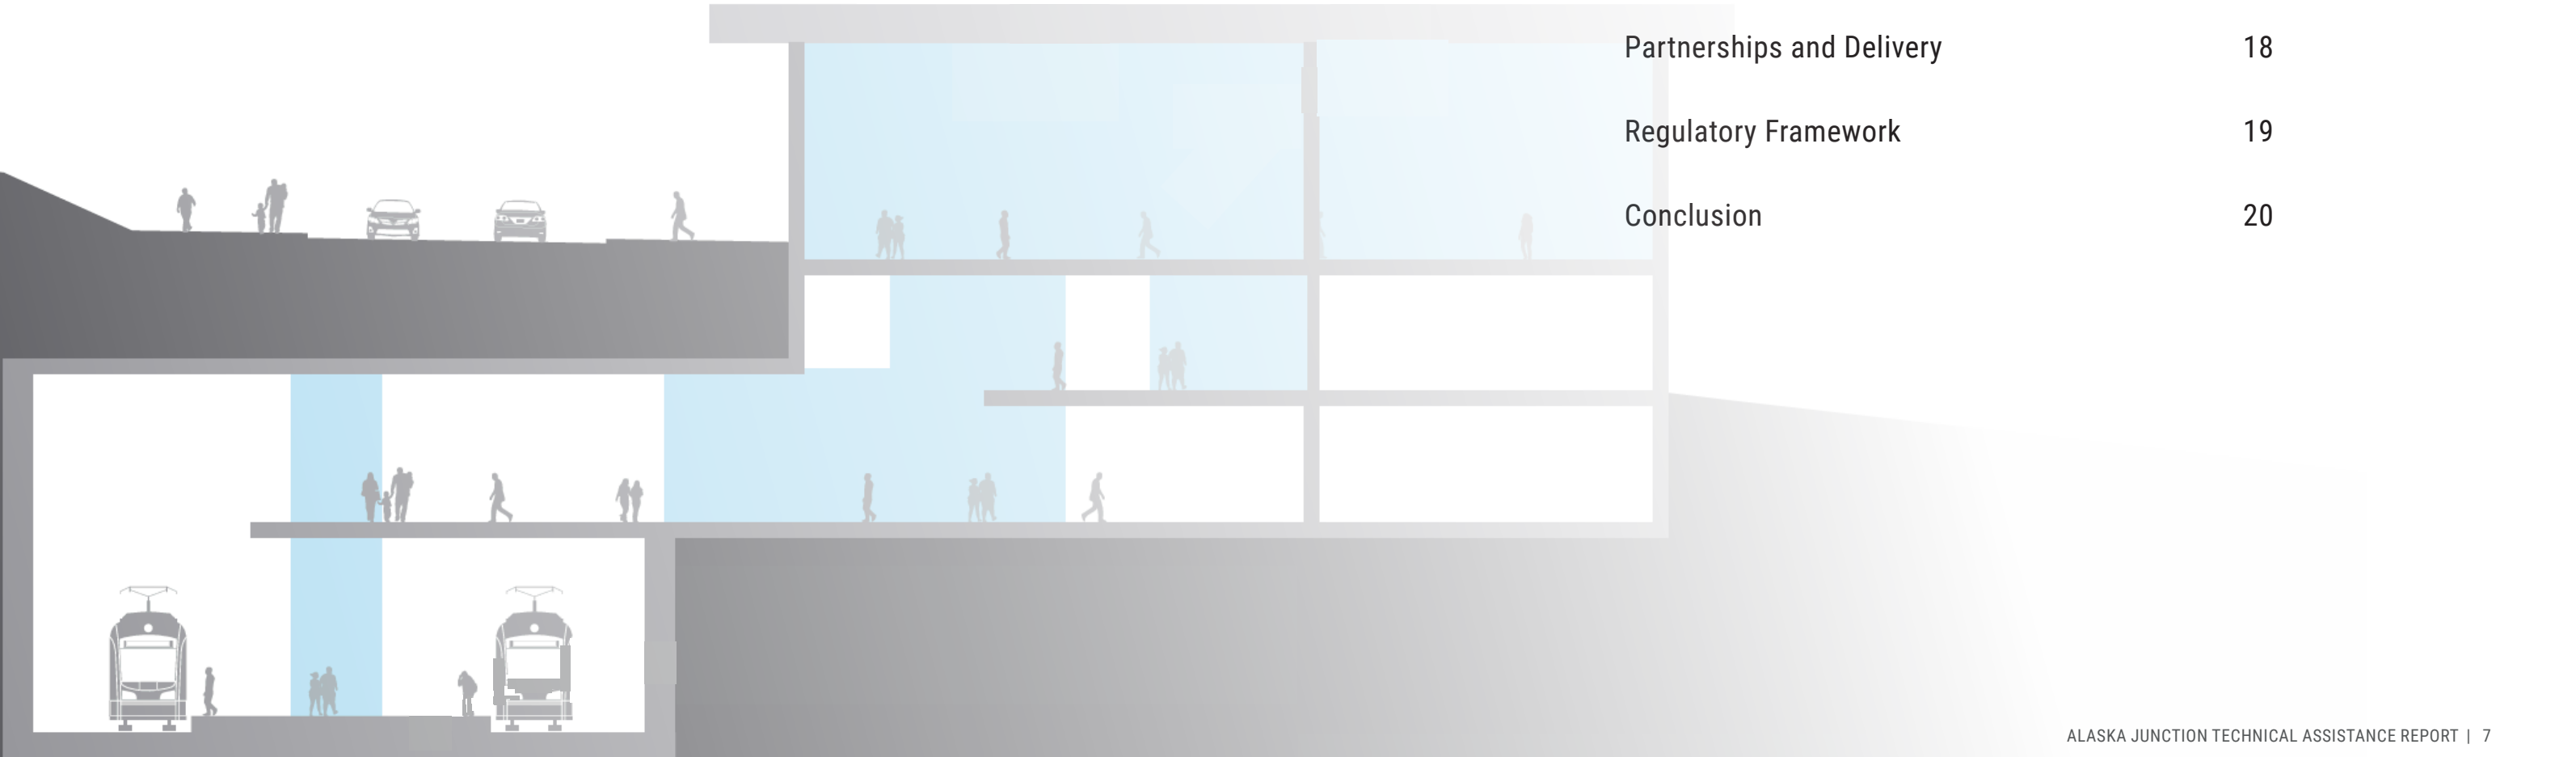 Partnerships and Delivery 18
Regulatory Framework 19
Conclusion 20
ALASKA JUNCTION TECHNICAL ASSISTANCE REPORT | 7